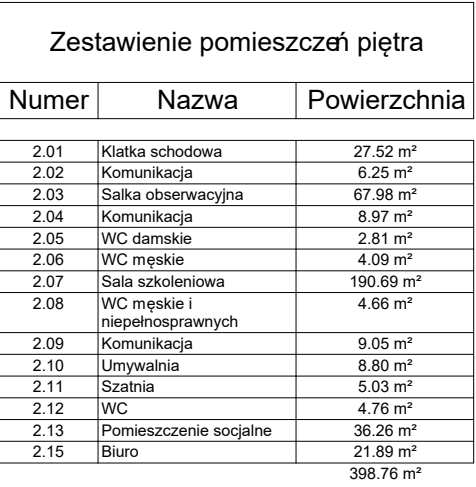 Zestawienie pomieszczeń piętra
Numer Nazwa Powierzchnia
2.01 Klatka schodowa 27.52 m²
2.02 Komunikacja 6.25 m²
2.03 Salka obserwacyjna 67.98 m²
2.04 Komunikacja 8.97 m²
2.05 WC damskie 2.81 m²
2.06 WC męskie 4.09 m²
2.07 Sala szkoleniowa 190.69 m²
2.08 WC męskie i 4.66 m²
niepełnosprawnych
2.09 Komunikacja 9.05 m²
2.10 Umywalnia 8.80 m²
2.11 Szatnia 5.03 m²
2.12 WC 4.76 m²
2.13 Pomieszczenie socjalne 36.26 m²
2.15 Biuro 21.89 m²
398.76 m²